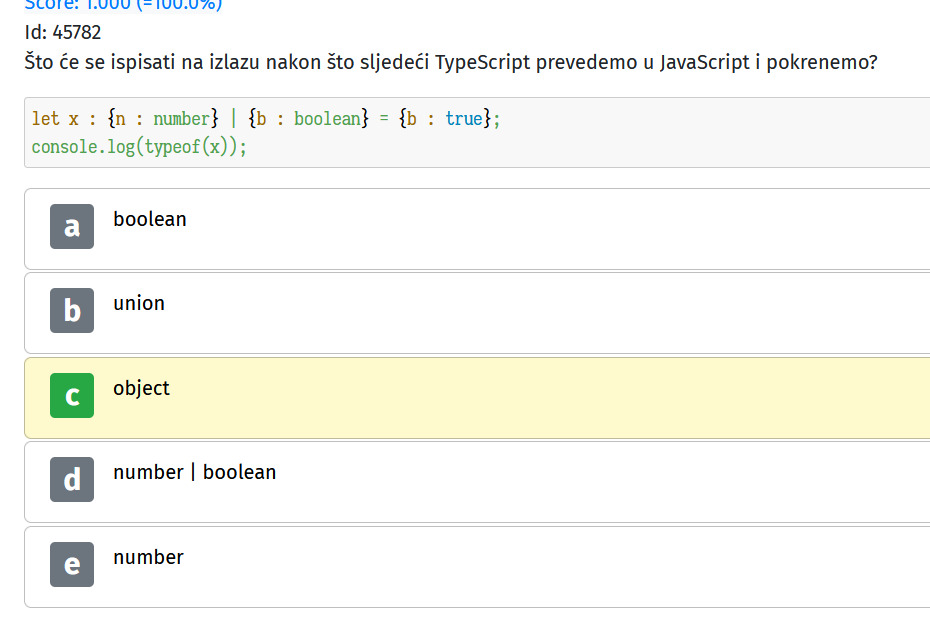 Score: 1.000 (=100.0%)
Id: 45782
Što će se ispisati na izlazu nakon što sljedeći TypeScript prevedemo u JavaScript i pokrenemo?
let x : {n : number} | {b : boolean} = {b : true};
console.log(typeof(x));
a boolean
b union
c object
d number | boolean
e number